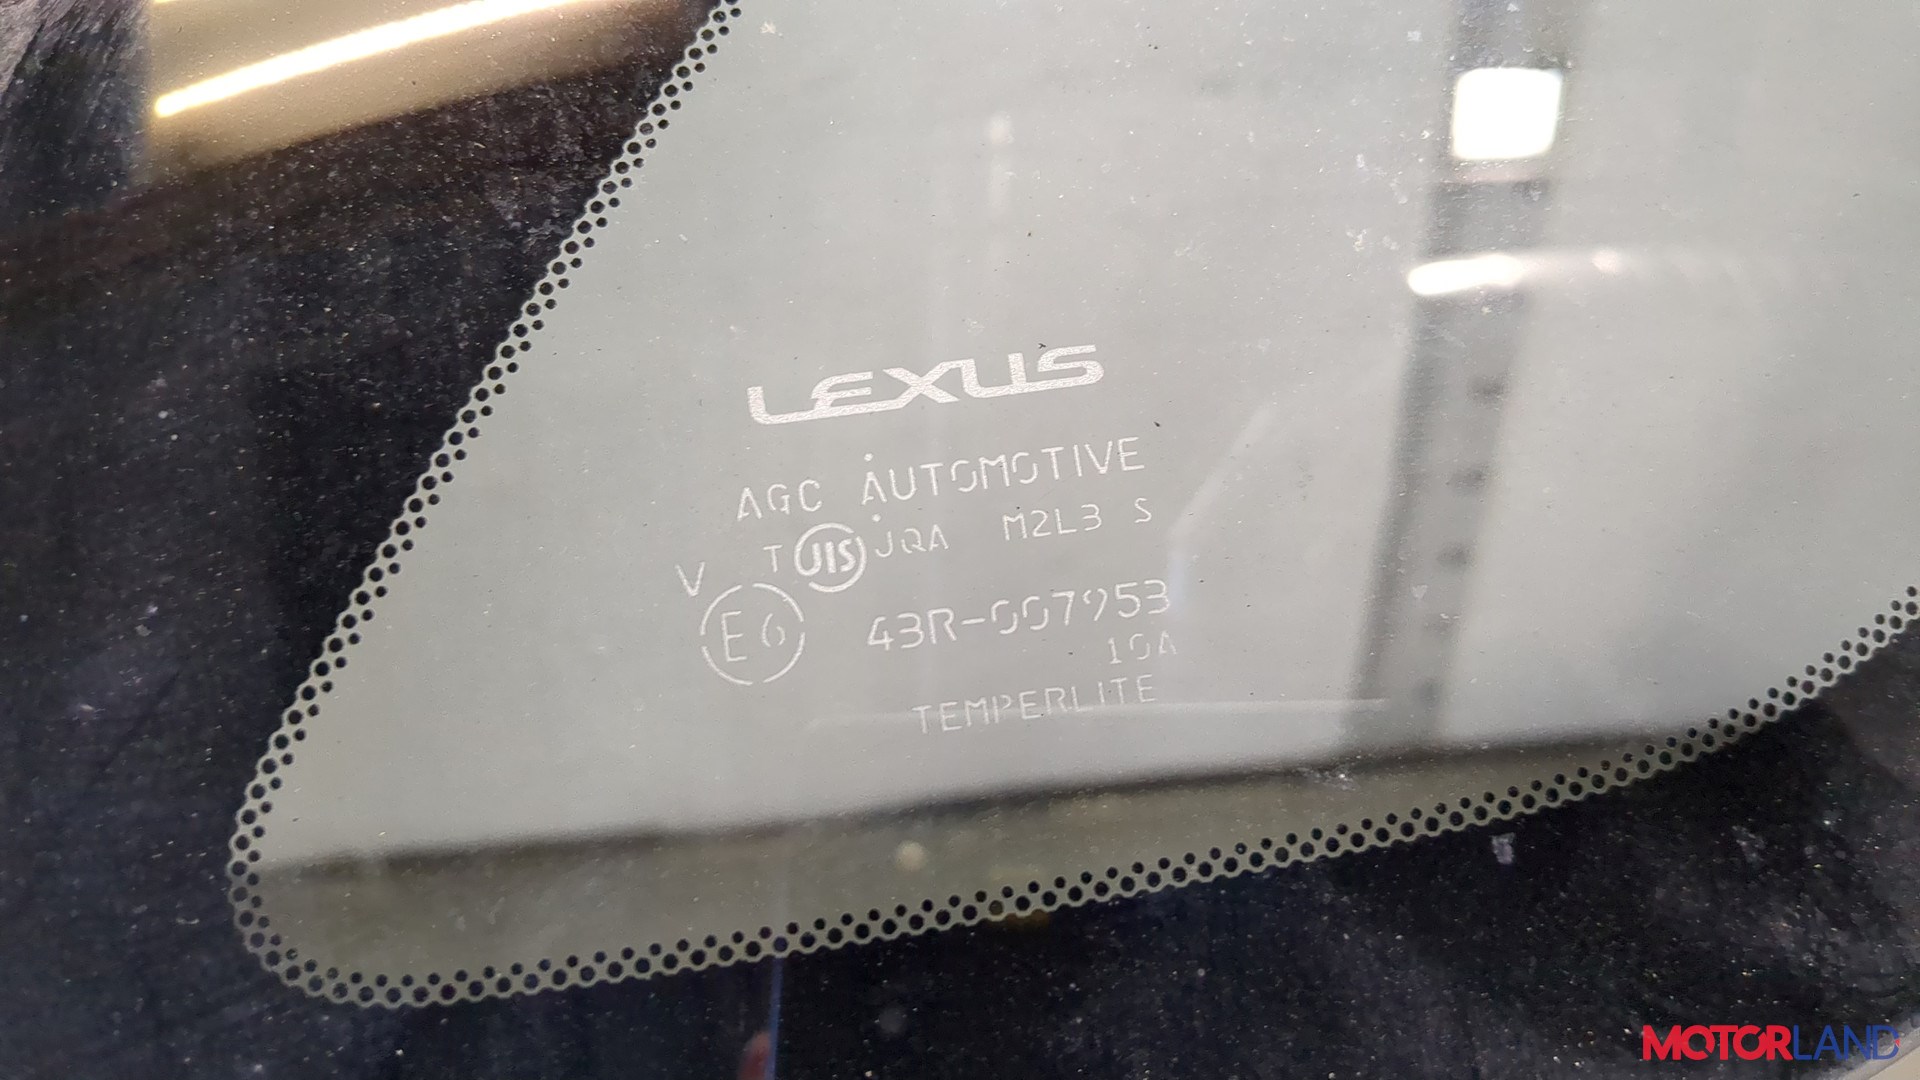 LEXUS
AGC AUTOMOTIVE
V T JIS JQA M2L3 S
E6 43R-007953
10A
TEMPERLITE
MOTORLAND